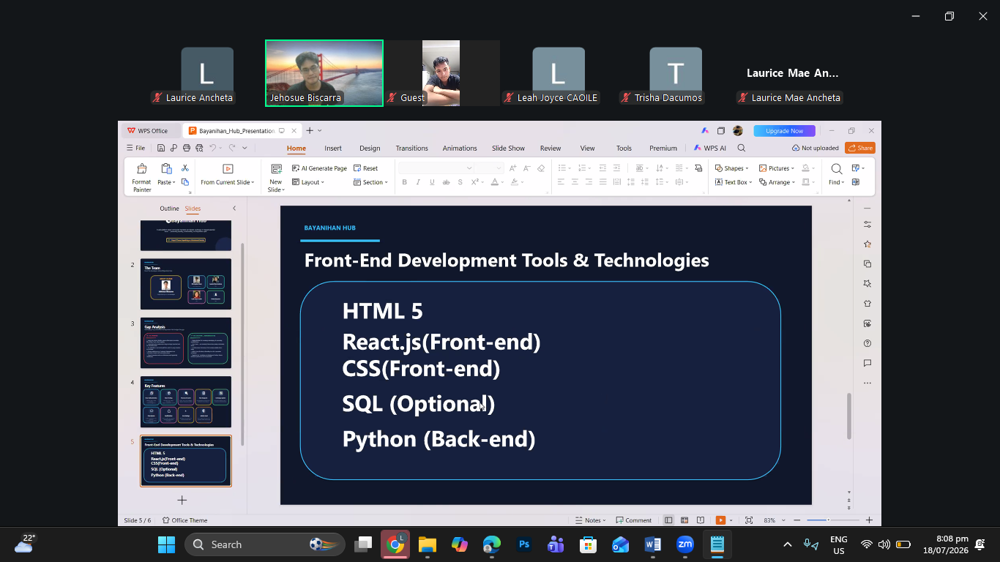 L
Laurice Ancheta
Jehosue Biscarra
Guest
L
Leah Joyce CAOILE
T
Trisha Dacumos
Laurice Mae An...
Laurice Mae Ancheta
WPS Office
Bayanihan_Hub_Presentation.
Upgrade Now
File
Home
Insert
Design
Transitions
Animations
Slide Show
Review
View
Tools
Premium
WPS AI
Not uploaded
Share
Format Painter
Paste
From Current Slide
New Slide
AI Generate Page
Layout
Reset
Section
Shapes
Text Box
Pictures
Arrange
Find
Outline
Slides
Bayanihan Hub
2
The Team
3
Gap Analysis
4
Key Features
5
Front-End Development Tools & Technologies
HTML 5
React.js(Front-end)
CSS(Front-end)
SQL (Optional)
Python (Back-end)
BAYANIHAN HUB
Front-End Development Tools & Technologies
HTML 5
React.js(Front-end)
CSS(Front-end)
SQL (Optional)
Python (Back-end)
Slide 5 / 6
Office Theme
Notes
Comment
83%
22°
Search
L
Ps
zm
ENG
US
8:08 pm
18/07/2026